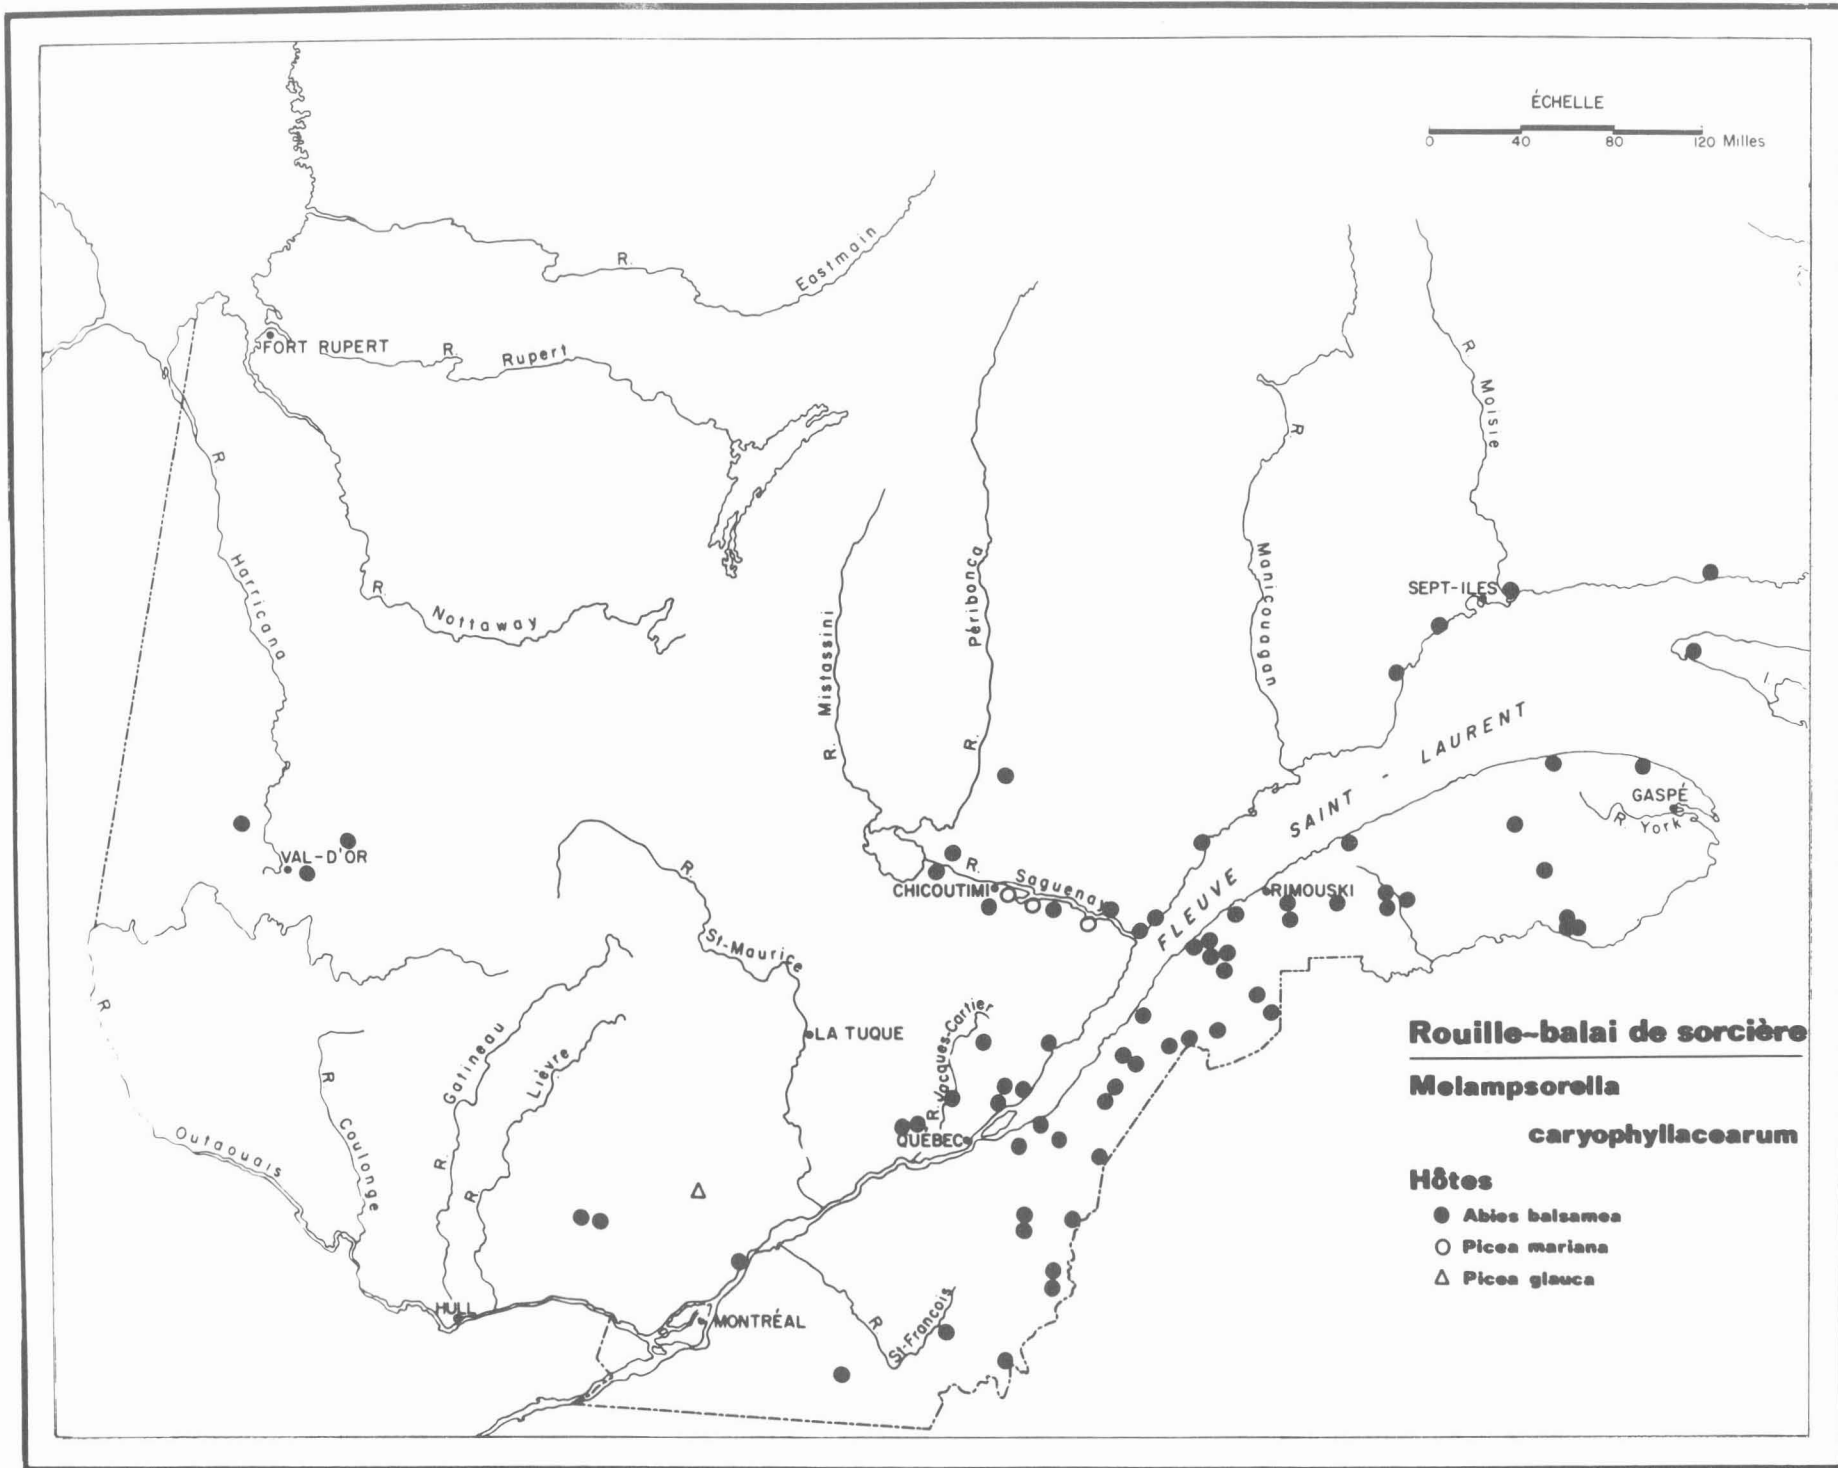 ÉCHELLE
0 40 80 120 Milles
R. Eastmain
FORT RUPERT
R. Rupert
R. Moisie
R. Manicouagan
R. Harricana
R. Nottaway
R. Mistassini
R. Péribonca
SEPT-ILES
FLEUVE SAINT - LAURENT
GASPÉ
R. York
VAL-D'OR
R. Saguenay
CHICOUTIMI
RIMOUSKI
R. St-Maurice
LA TUQUE
R. Jacques-Cartier
QUÉBEC
R. Gatineau
R. Lièvre
R. Coulonge
R. Outaouais
HULL
MONTRÉAL
R. St-François
Rouille-balai de sorcière
Melampsorella
caryophyllacearum
Hôtes
Abies balsamea
Picea mariana
Picea glauca